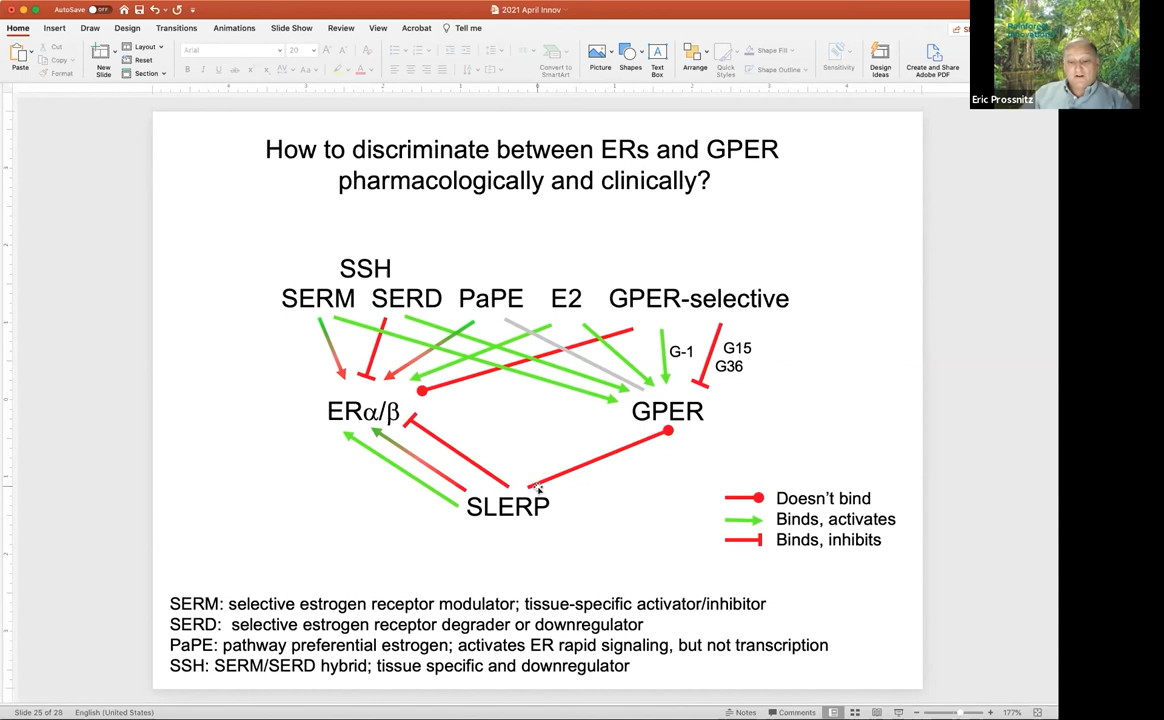 AutoSave OFF
2021 April Innov
Home Insert Draw Design Transitions Animations Slide Show Review View Acrobat Tell me
Paste
Cut
Copy
Format
New Slide
Layout
Reset
Section
Arial
20
Convert to SmartArt
Picture
Shapes
Text Box
Arrange
Quick Styles
Shape Fill
Shape Outline
Sensitivity
Design Ideas
Create and Share Adobe PDF
Eric Prossnitz
How to discriminate between ERs and GPER
pharmacologically and clinically?
SSH
SERM SERD PaPE E2 GPER-selective
G-1
G15
G36
ERα/β
GPER
SLERP
Doesn't bind
Binds, activates
Binds, inhibits
SERM: selective estrogen receptor modulator; tissue-specific activator/inhibitor
SERD: selective estrogen receptor degrader or downregulator
PaPE: pathway preferential estrogen; activates ER rapid signaling, but not transcription
SSH: SERM/SERD hybrid; tissue specific and downregulator
Slide 25 of 28 English (United States) Notes Comments 177%